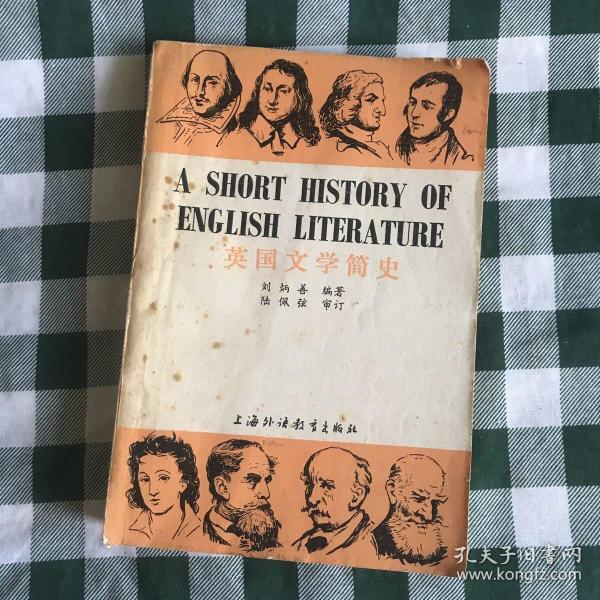 A SHORT HISTORY OF
ENGLISH LITERATURE
英国文学简史
刘炳善 编著
陆佩弦 审订
上海外语教育出版社
孔夫子旧书网
www.kongfz.com